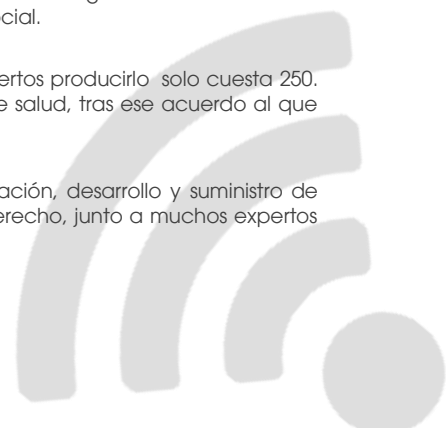 cial.
ertos producirlo solo cuesta 250.
e salud, tras ese acuerdo al que
ación, desarrollo y suministro de
erecho, junto a muchos expertos